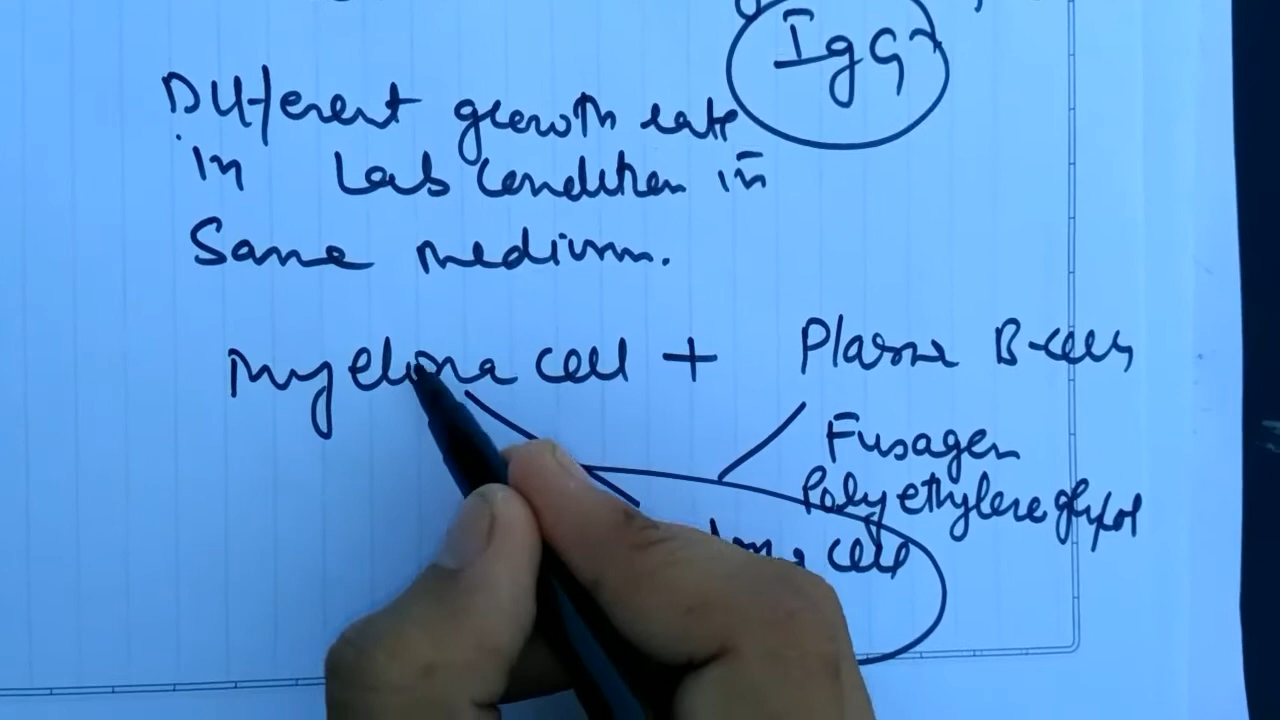 IgG
Different growth rate
in Lab condition in
Same medium.
Myeloma cell + Plasma B-cells
Fusagen
Polyethylene glycol
cell